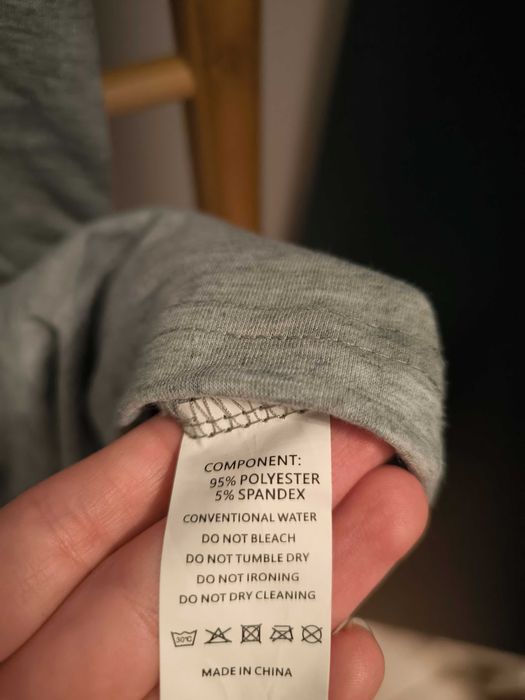 COMPONENT:
95% POLYESTER
5% SPANDEX
CONVENTIONAL WATER
DO NOT BLEACH
DO NOT TUMBLE DRY
DO NOT IRONING
DO NOT DRY CLEANING
30°C
MADE IN CHINA